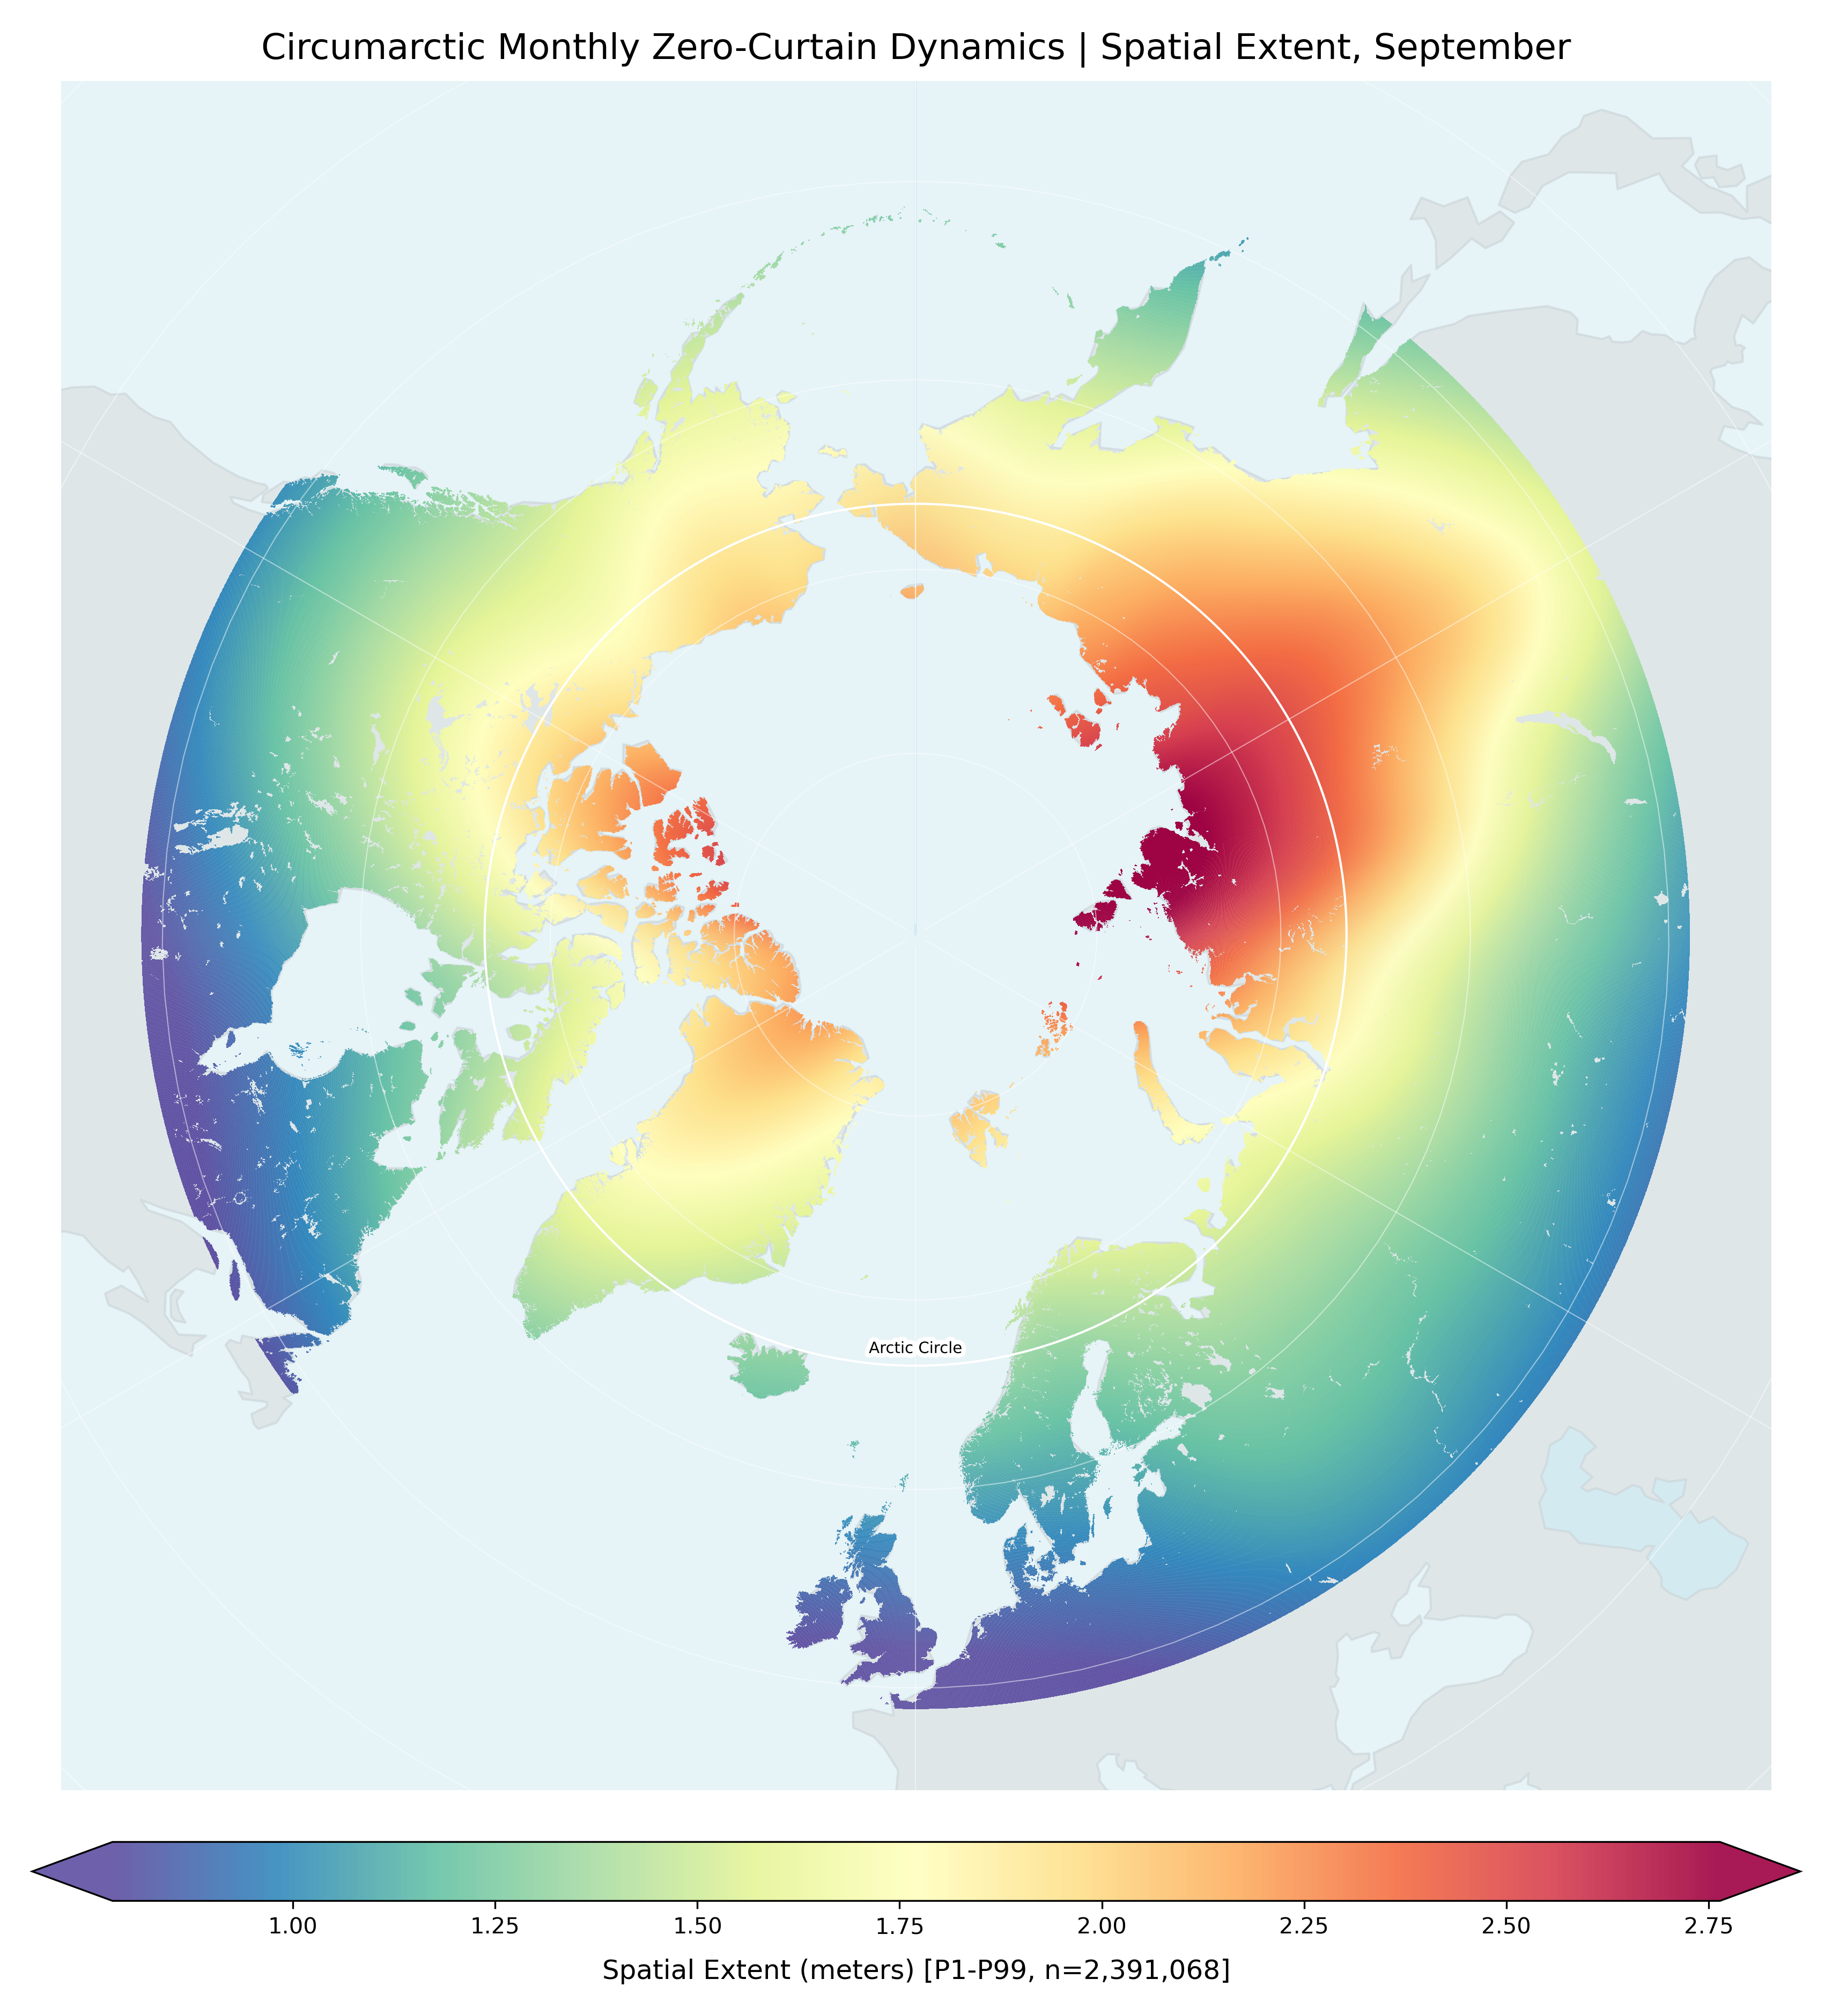 Circumarctic Monthly Zero-Curtain Dynamics | Spatial Extent, September
Arctic Circle
1.00 1.25 1.50 1.75 2.00 2.25 2.50 2.75
Spatial Extent (meters) [P1-P99, n=2,391,068]